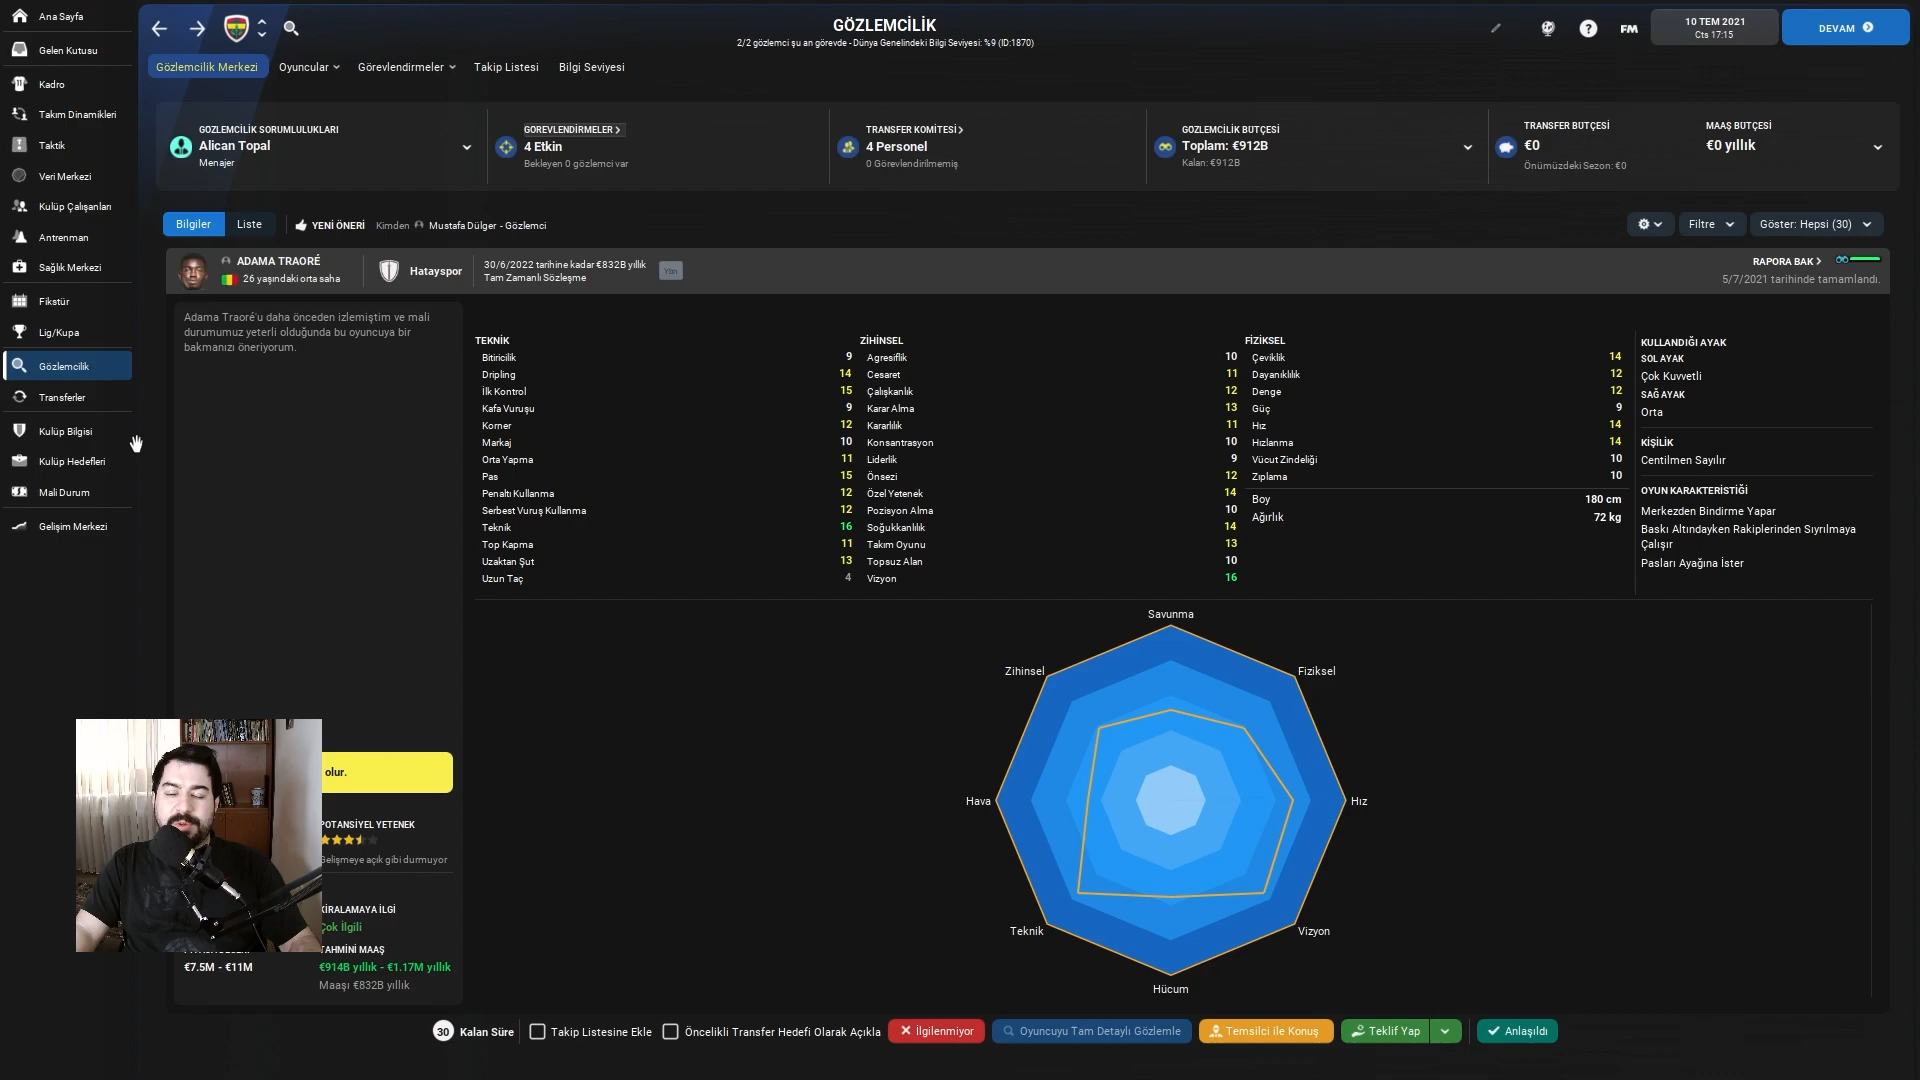 Ana Sayfa
Gelen Kutusu
Kadro
Takım Dinamikleri
Taktik
Veri Merkezi
Kulüp Çalışanları
Antrenman
Sağlık Merkezi
Fikstür
Lig/Kupa
Gözlemcilik
Transferler
Kulüp Bilgisi
Kulüp Hedefleri
Mali Durum
Gelişim Merkezi
GÖZLEMCİLİK
2/2 gözlemci şu an görevde - Dünya Genelindeki Bilgi Seviyesi: %9 (ID:1870)
FM
10 TEM 2021
Cts 17:15
DEVAM
Gözlemcilik Merkezi
Oyuncular
Görevlendirmeler
Takip Listesi
Bilgi Seviyesi
GÖZLEMCİLİK SORUMLULUKLARI
Alican Topal
Menajer
GÖREVLENDİRMELER
4 Etkin
Bekleyen 0 gözlemci var
TRANSFER KOMİTESİ
4 Personel
0 Görevlendirilmemiş
GÖZLEMCİLİK BÜTÇESİ
Toplam: €912B
Kalan: €912B
TRANSFER BÜTÇESİ
€0
Önümüzdeki Sezon: €0
MAAŞ BÜTÇESİ
€0 yıllık
Bilgiler
Liste
YENİ ÖNERİ
Kimden
Mustafa Dülger - Gözlemci
Filtre
Göster: Hepsi (30)
ADAMA TRAORÉ
26 yaşındaki orta saha
Hatayspor
30/6/2022 tarihine kadar €832B yıllık
Tam Zamanlı Sözleşme
Ybn
RAPORA BAK
5/7/2021 tarihinde tamamlandı.
Adama Traoré'u daha önceden izlemiştim ve mali
durumumuz yeterli olduğunda bu oyuncuya bir
bakmanızı öneriyorum.
TEKNİK
Bitiricilik 9
Dripling 14
İlk Kontrol 15
Kafa Vuruşu 9
Korner 12
Markaj 10
Orta Yapma 11
Pas 15
Penaltı Kullanma 12
Serbest Vuruş Kullanma 12
Teknik 16
Top Kapma 11
Uzaktan Şut 13
Uzun Taç 4
ZİHİNSEL
Agresiflik 10
Cesaret 11
Çalışkanlık 12
Karar Alma 13
Kararlılık 11
Konsantrasyon 10
Liderlik 9
Önsezi 12
Özel Yetenek 14
Pozisyon Alma 10
Soğukkanlılık 14
Takım Oyunu 13
Topsuz Alan 10
Vizyon 16
FİZİKSEL
Çeviklik 14
Dayanıklılık 12
Denge 12
Güç 9
Hız 14
Hızlanma 14
Vücut Zindeliği 10
Zıplama 10
Boy 180 cm
Ağırlık 72 kg
KULLANDIĞI AYAK
SOL AYAK
Çok Kuvvetli
SAĞ AYAK
Orta
KİŞİLİK
Centilmen Sayılır
OYUN KARAKTERİSTİĞİ
Merkezden Bindirme Yapar
Baskı Altındayken Rakiplerinden Sıyrılmaya
Çalışır
Pasları Ayağına İster
Savunma
Fiziksel
Hız
Vizyon
Hücum
Teknik
Hava
Zihinsel
olur.
POTANSİYEL YETENEK
Gelişmeye açık gibi durmuyor
KİRALAMAYA İLGİ
Çok İlgili
TAHMİNİ MAAŞ
€7.5M - €11M
€914B yıllık - €1.17M yıllık
Maaşı €832B yıllık
30 Kalan Süre
Takip Listesine Ekle
Öncelikli Transfer Hedefi Olarak Açıkla
İlgilenmiyor
Oyuncuyu Tam Detaylı Gözlemle
Temsilci İle Konuş
Teklif Yap
Anlaşıldı